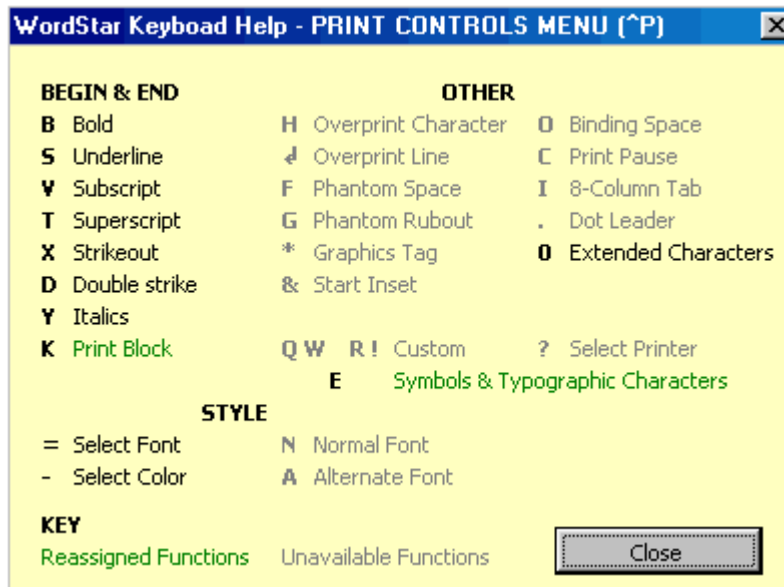 WordStar Keyboad Help - PRINT CONTROLS MENU (^P)
BEGIN & END OTHER
B Bold H Overprint Character O Binding Space
S Underline ↲ Overprint Line C Print Pause
V Subscript F Phantom Space I 8-Column Tab
T Superscript G Phantom Rubout . Dot Leader
X Strikeout * Graphics Tag 0 Extended Characters
D Double strike & Start Inset
Y Italics
K Print Block Q W R ! Custom ? Select Printer
E Symbols & Typographic Characters
STYLE
= Select Font N Normal Font
- Select Color A Alternate Font
KEY
Reassigned Functions Unavailable Functions Close